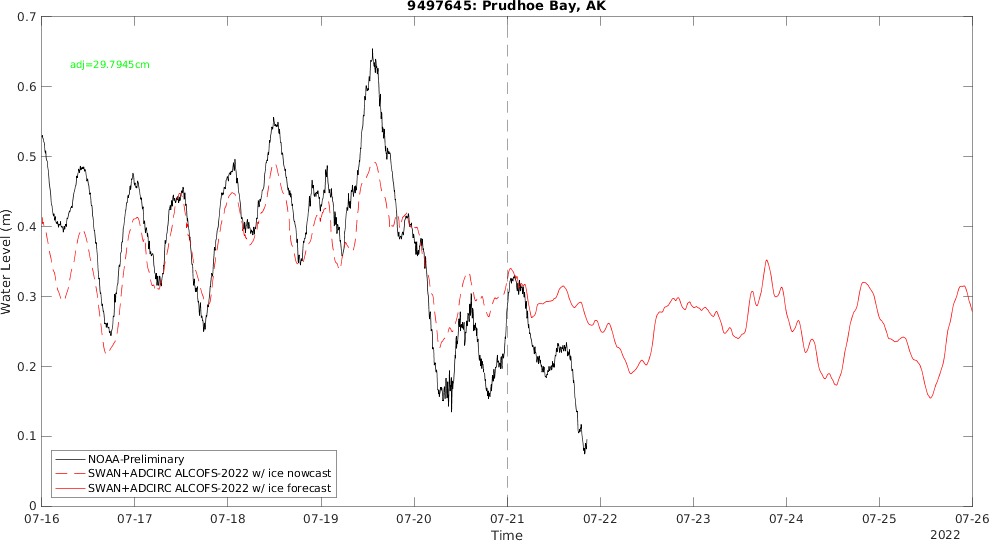 9497645: Prudhoe Bay, AK
adj=29.7945cm
Water Level (m)
0.7
0.6
0.5
0.4
0.3
0.2
0.1
0
NOAA-Preliminary
SWAN+ADCIRC ALCOFS-2022 w/ ice nowcast
SWAN+ADCIRC ALCOFS-2022 w/ ice forecast
07-16 07-17 07-18 07-19 07-20 07-21 07-22 07-23 07-24 07-25 07-26
Time
2022